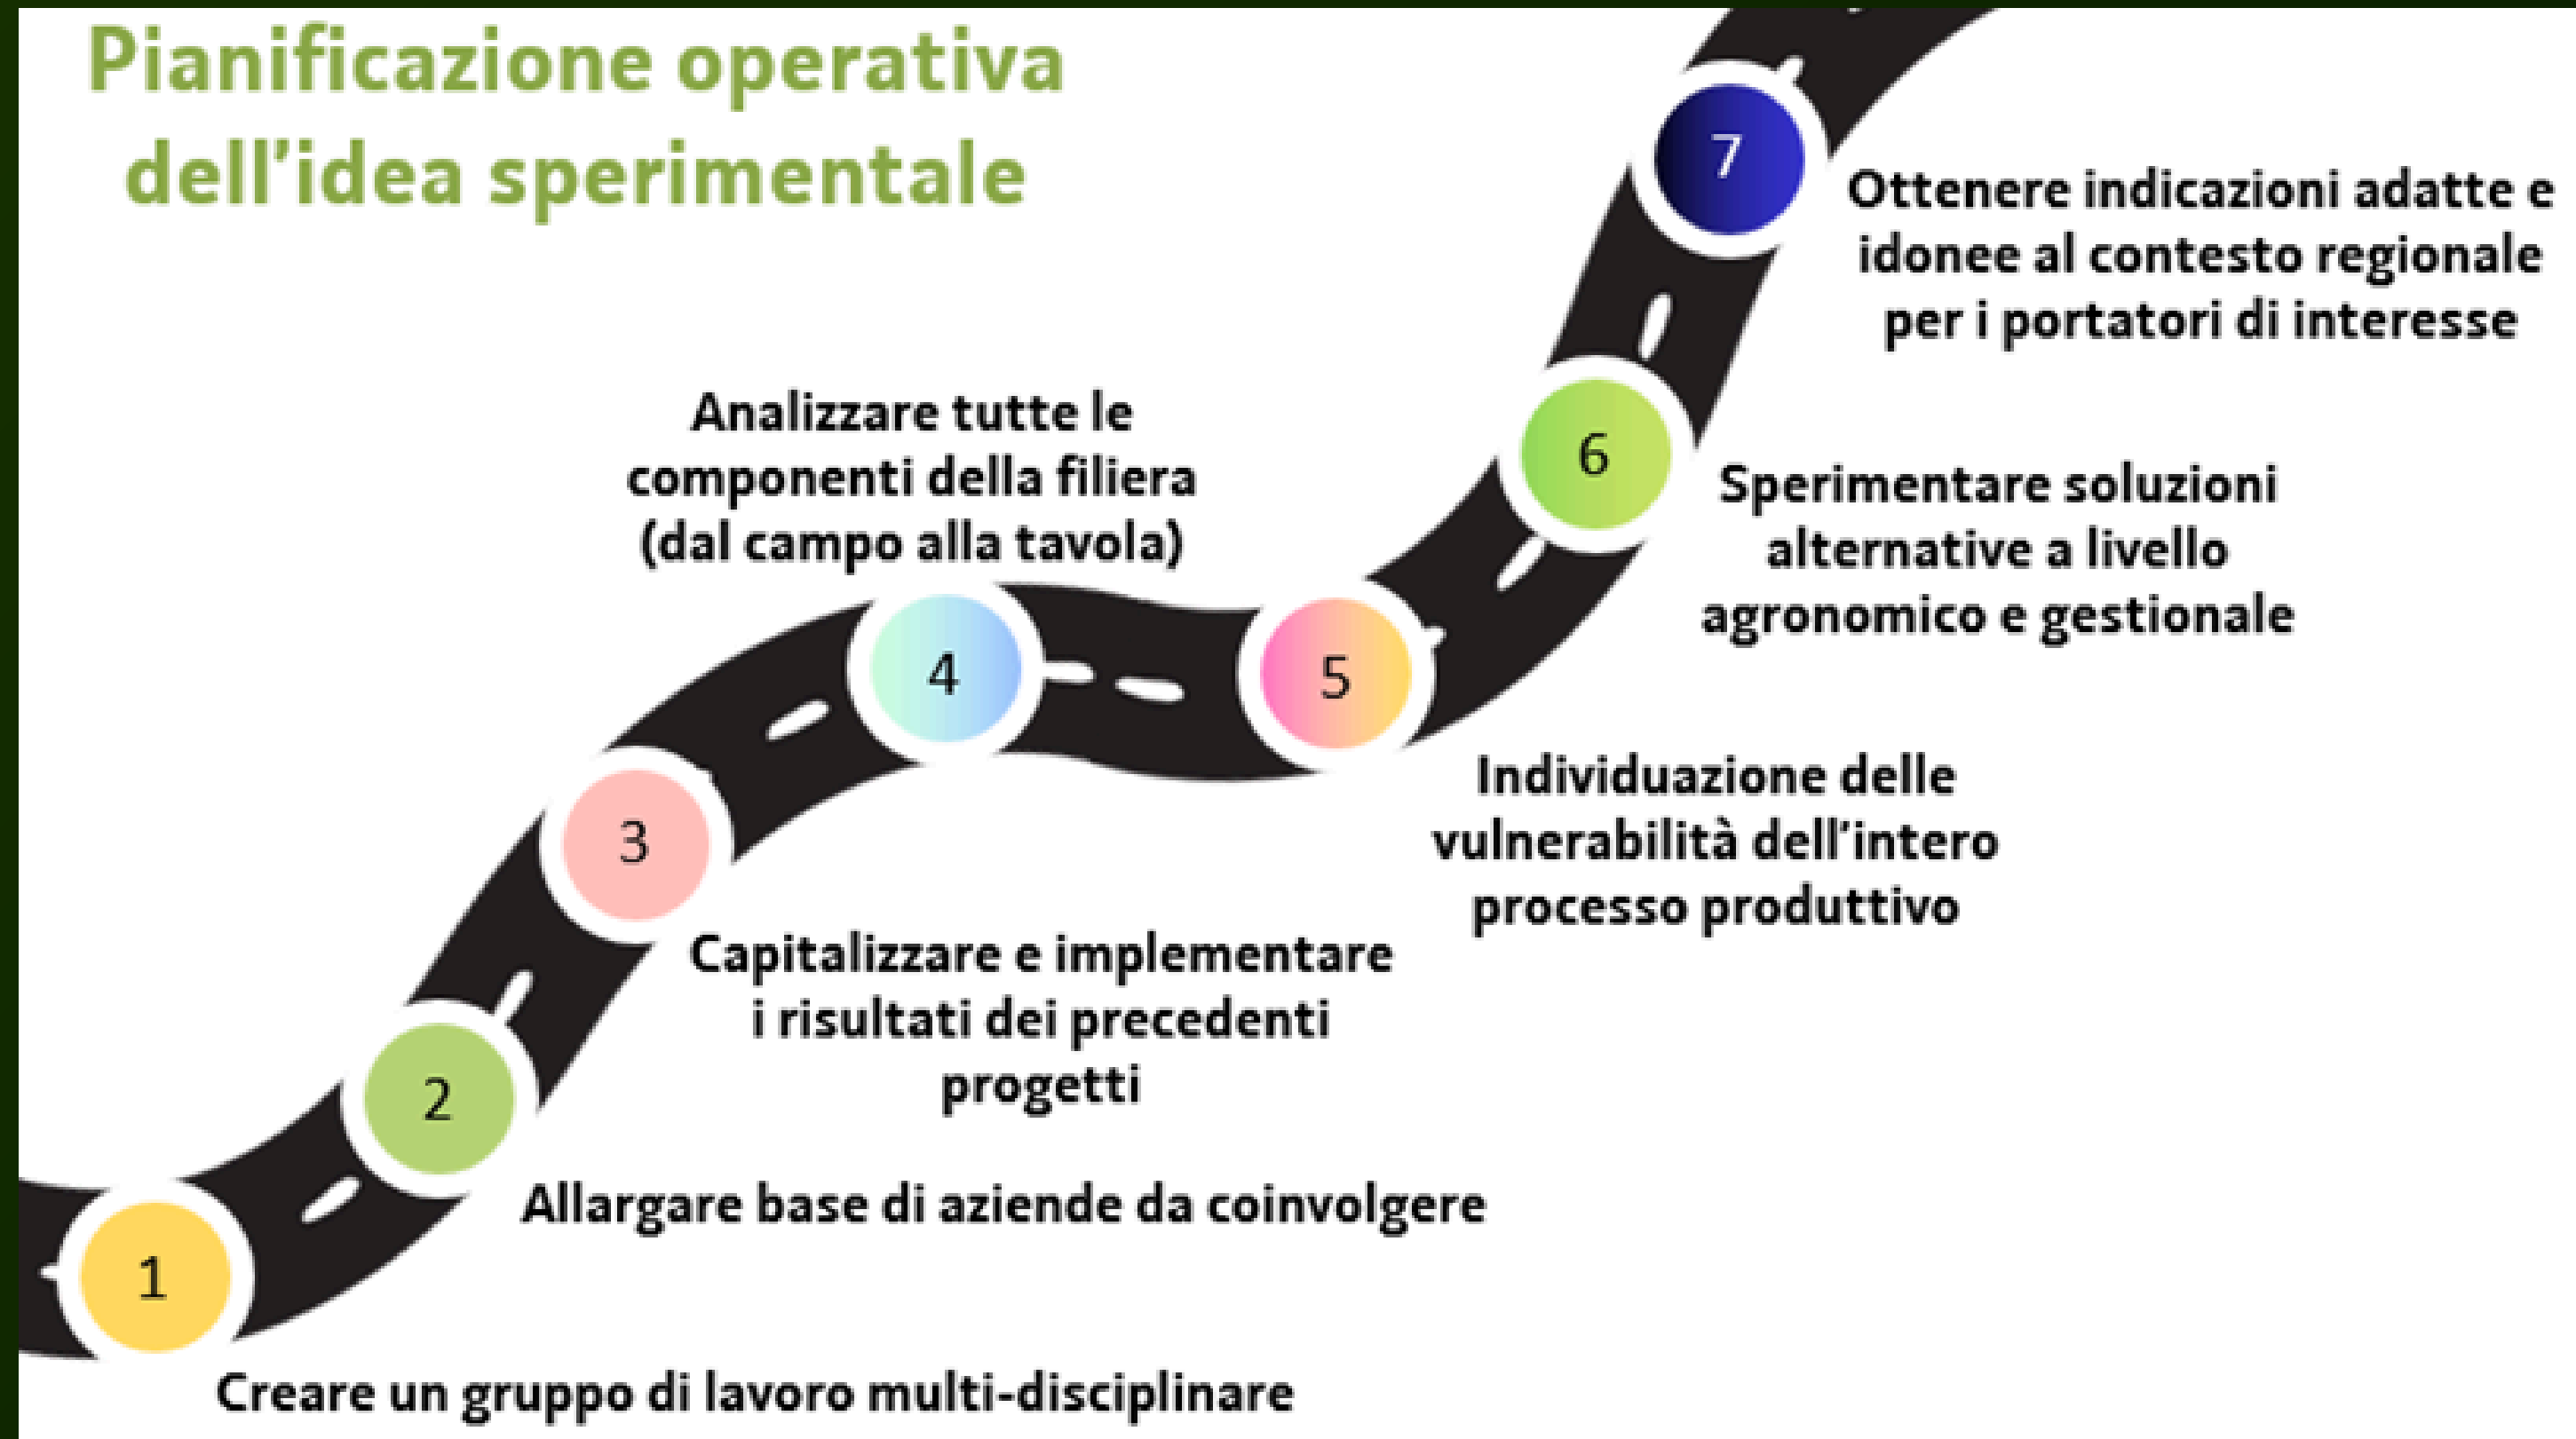 Pianificazione operativa
dell'idea sperimentale
7
Ottenere indicazioni adatte e
idonee al contesto regionale
per i portatori di interesse
6
Sperimentare soluzioni
alternative a livello
agronomico e gestionale
Analizzare tutte le
componenti della filiera
(dal campo alla tavola)
4
5
Individuazione delle
vulnerabilità dell'intero
processo produttivo
3
Capitalizzare e implementare
i risultati dei precedenti
progetti
2
Allargare base di aziende da coinvolgere
1
Creare un gruppo di lavoro multi-disciplinare